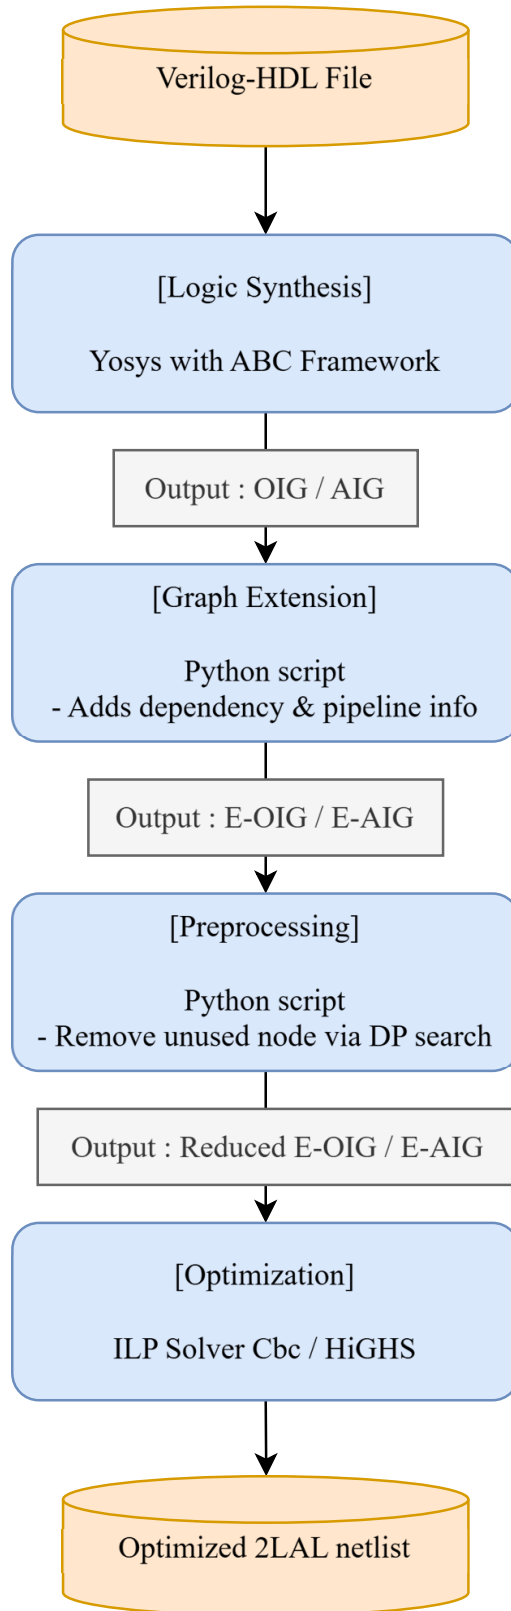 Verilog-HDL File
[Logic Synthesis]
Yosys with ABC Framework
Output : OIG / AIG
[Graph Extension]
Python script
- Adds dependency & pipeline info
Output : E-OIG / E-AIG
[Preprocessing]
Python script
- Remove unused node via DP search
Output : Reduced E-OIG / E-AIG
[Optimization]
ILP Solver Cbc / HiGHS
Optimized 2LAL netlist